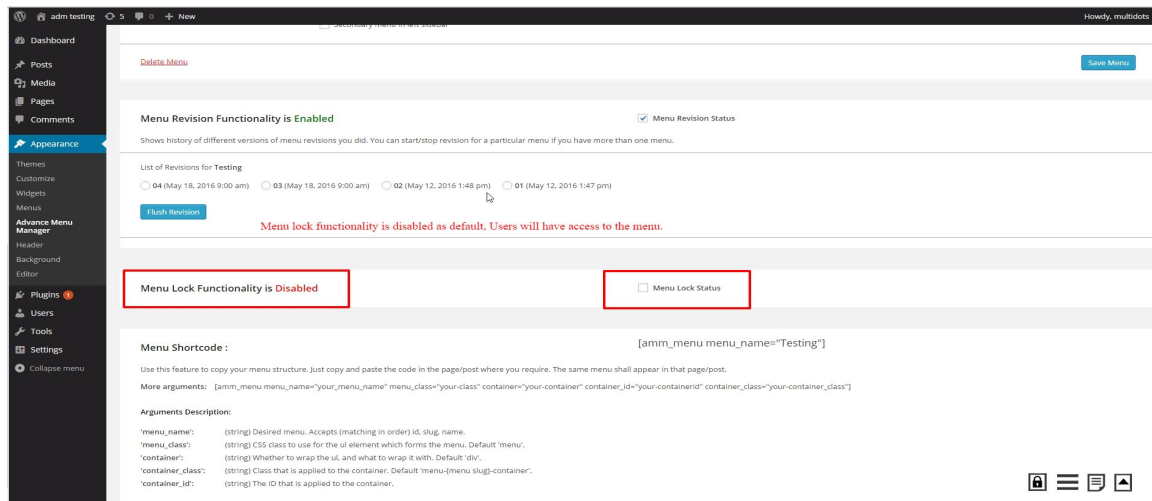 adm testing 5 0 + New Howdy, multidots
Dashboard
Posts
Media
Pages
Comments
Appearance
Themes
Customize
Widgets
Menus
Advance Menu
Manager
Header
Background
Editor
Plugins 1
Users
Tools
Settings
Collapse menu
Secondary menu in left sidebar
Delete Menu Save Menu
Menu Revision Functionality is Enabled Menu Revision Status
Shows history of different versions of menu revisions you did. You can start/stop revision for a particular menu if you have more than one menu.
List of Revisions for Testing
04 (May 18, 2016 9:00 am) 03 (May 18, 2016 9:00 am) 02 (May 12, 2016 1:48 pm) 01 (May 12, 2016 1:47 pm)
Flush Revision
Menu lock functionality is disabled as default, Users will have access to the menu.
Menu Lock Functionality is Disabled Menu Lock Status
Menu Shortcode : [amm_menu menu_name="Testing"]
Use this feature to copy your menu structure. Just copy and paste the code in the page/post where you require. The same menu shall appear in that page/post.
More arguments: [amm_menu menu_name="your_menu_name" menu_class="your-class" container="your-container" container_id="your-containerid" container_class="your-container_class"]
Arguments Description:
'menu_name': (string) Desired menu. Accepts (matching in order) id, slug, name.
'menu_class': (string) CSS class to use for the ul element which forms the menu. Default 'menu'.
'container': (string) Whether to wrap the ul, and what to wrap it with. Default 'div'.
'container_class': (string) Class that is applied to the container. Default 'menu-{menu slug}-container'.
'container_id': (string) The ID that is applied to the container.